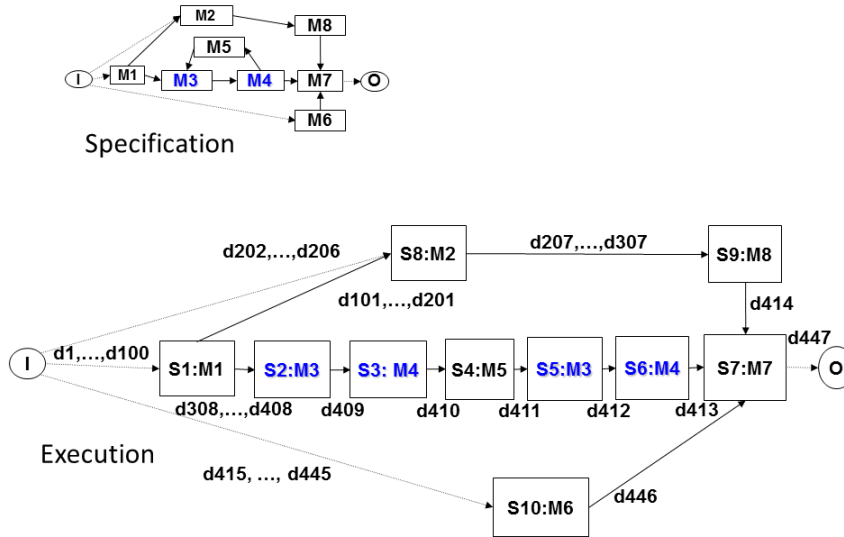 M2
M8
M5
I
M1
M3
M4
M7
O
M6
Specification
d202,...,d206
S8:M2
d207,...,d307
S9:M8
d101,...,d201
d414
d1,...,d100
d447
I
S1:M1
S2:M3
S3: M4
S4:M5
S5:M3
S6:M4
S7:M7
O
d308,...,d408
d409
d410
d411
d412
d413
Execution
d415, ..., d445
S10:M6
d446